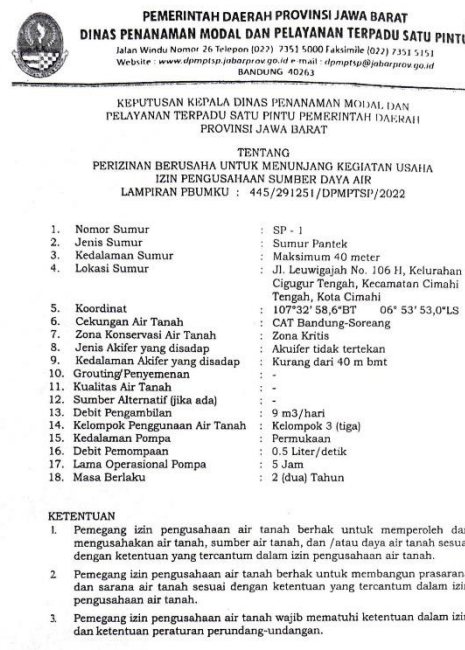 PEMERINTAH DAERAH PROVINSI JAWA BARAT
DINAS PENANAMAN MODAL DAN PELAYANAN TERPADU SATU PINTU
Jalan Windu Nomor 26 Telepon (022) 7351 5000 Faksimile (022) 7351 5151
Website : www.dpmptsp.jabarprov.go.id e-mail : dpmptsp@jabarprov.go.id
BANDUNG 40263
KEPUTUSAN KEPALA DINAS PENANAMAN MODAL DAN
PELAYANAN TERPADU SATU PINTU PEMERINTAH DAERAH
PROVINSI JAWA BARAT
TENTANG
PERIZINAN BERUSAHA UNTUK MENUNJANG KEGIATAN USAHA
IZIN PENGUSAHAAN SUMBER DAYA AIR
LAMPIRAN PBUMKU : 445/291251/DPMPTSP/2022
1. Nomor Sumur : SP - 1
2. Jenis Sumur : Sumur Pantek
3. Kedalaman Sumur : Maksimum 40 meter
4. Lokasi Sumur : Jl. Leuwigajah No. 106 H, Kelurahan
Cigugur Tengah, Kecamatan Cimahi
Tengah, Kota Cimahi
5. Koordinat : 107°32' 58,6"BT 06° 53' 53,0"LS
6. Cekungan Air Tanah : CAT Bandung-Soreang
7. Zona Konservasi Air Tanah : Zona Kritis
8. Jenis Akifer yang disadap : Akuifer tidak tertekan
9. Kedalaman Akifer yang disadap : Kurang dari 40 m bmt
10. Grouting/Penyemenan : -
11. Kualitas Air Tanah : -
12. Sumber Alternatif (jika ada) : -
13. Debit Pengambilan : 9 m3/hari
14. Kelompok Penggunaan Air Tanah : Kelompok 3 (tiga)
15. Kedalaman Pompa : Permukaan
16. Debit Pemompaan : 0.5 Liter/detik
17. Lama Operasional Pompa : 5 Jam
18. Masa Berlaku : 2 (dua) Tahun
KETENTUAN
1. Pemegang izin pengusahaan air tanah berhak untuk memperoleh dan
mengusahakan air tanah, sumber air tanah, dan /atau daya air tanah sesuai
dengan ketentuan yang tercantum dalam izin pengusahaan air tanah.
2 Pemegang izin pengusahaan air tanah berhak untuk membangun prasarana
dan sarana air tanah sesuai dengan ketentuan yang tercantum dalam izin
pengusahaan air tanah.
3. Pemegang izin pengusahaan air tanah wajib mematuhi ketentuan dalam izin
dan ketentuan peraturan perundang-undangan.